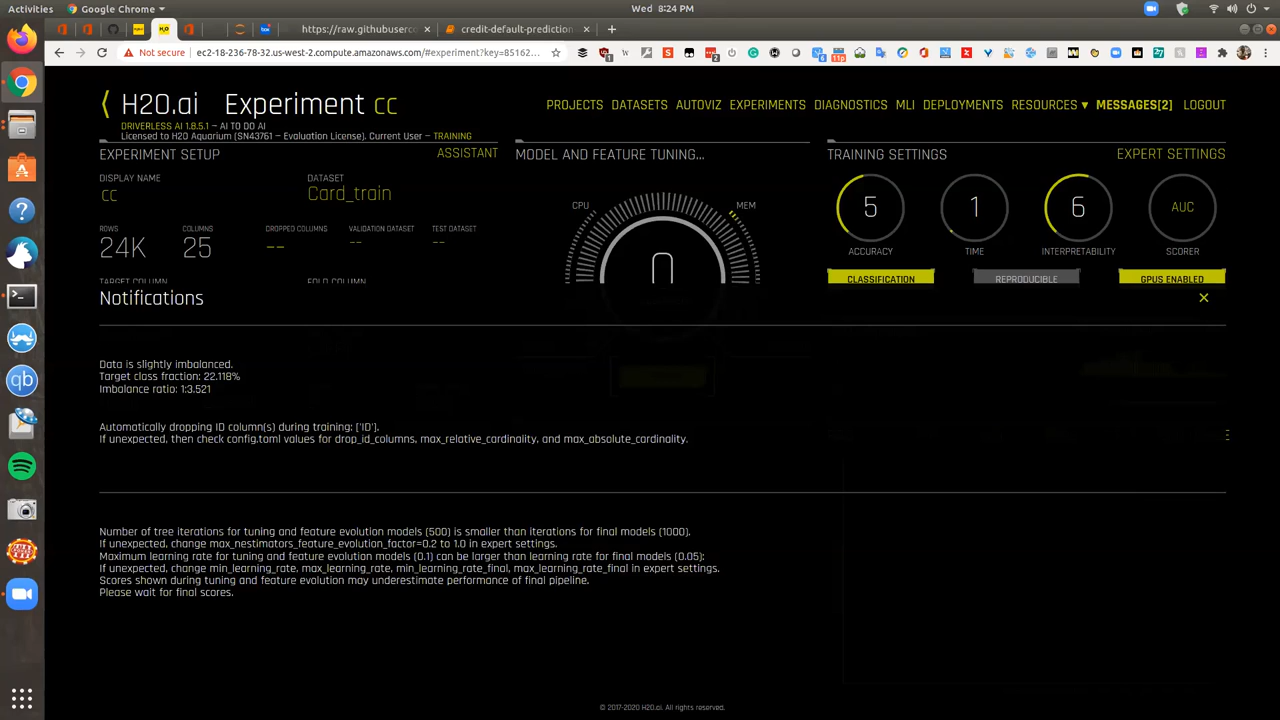 Activities
Google Chrome
Wed 8:24 PM
https://raw.githubuserco
credit-default-prediction
Not secure
ec2-18-236-78-32.us-west-2.compute.amazonaws.com/#experiment?key=85162...
H2O.ai Experiment cc
PROJECTS DATASETS AUTOVIZ EXPERIMENTS DIAGNOSTICS MLI DEPLOYMENTS RESOURCES MESSAGES[2] LOGOUT
DRIVERLESS AI 1.8.5.1 – AI TO DO AI
Licensed to H2O Aquarium (SN43761 – Evaluation License). Current User – TRAINING
EXPERIMENT SETUP
ASSISTANT
MODEL AND FEATURE TUNING...
TRAINING SETTINGS
EXPERT SETTINGS
DISPLAY NAME
DATASET
cc
Card_train
CPU
MEM
5
1
6
AUC
ROWS
COLUMNS
DROPPED COLUMNS
VALIDATION DATASET
TEST DATASET
24K
25
--
--
--
0
ACCURACY
TIME
INTERPRETABILITY
SCORER
TARGET COLUMN
FOLD COLUMN
CLASSIFICATION
REPRODUCIBLE
GPUS ENABLED
Notifications
Data is slightly imbalanced.
Target class fraction: 22.118%
Imbalance ratio: 1:3.521
Automatically dropping ID column(s) during training: ['ID'].
If unexpected, then check config.toml values for drop_id_columns, max_relative_cardinality, and max_absolute_cardinality.
Number of tree iterations for tuning and feature evolution models (500) is smaller than iterations for final models (1000).
If unexpected, change max_nestimators_feature_evolution_factor=0.2 to 1.0 in expert settings.
Maximum learning rate for tuning and feature evolution models (0.1) can be larger than learning rate for final models (0.05):
If unexpected, change min_learning_rate, max_learning_rate, min_learning_rate_final, max_learning_rate_final in expert settings.
Scores shown during tuning and feature evolution may underestimate performance of final pipeline.
Please wait for final scores.
© 2017-2020 H2O.ai. All rights reserved.